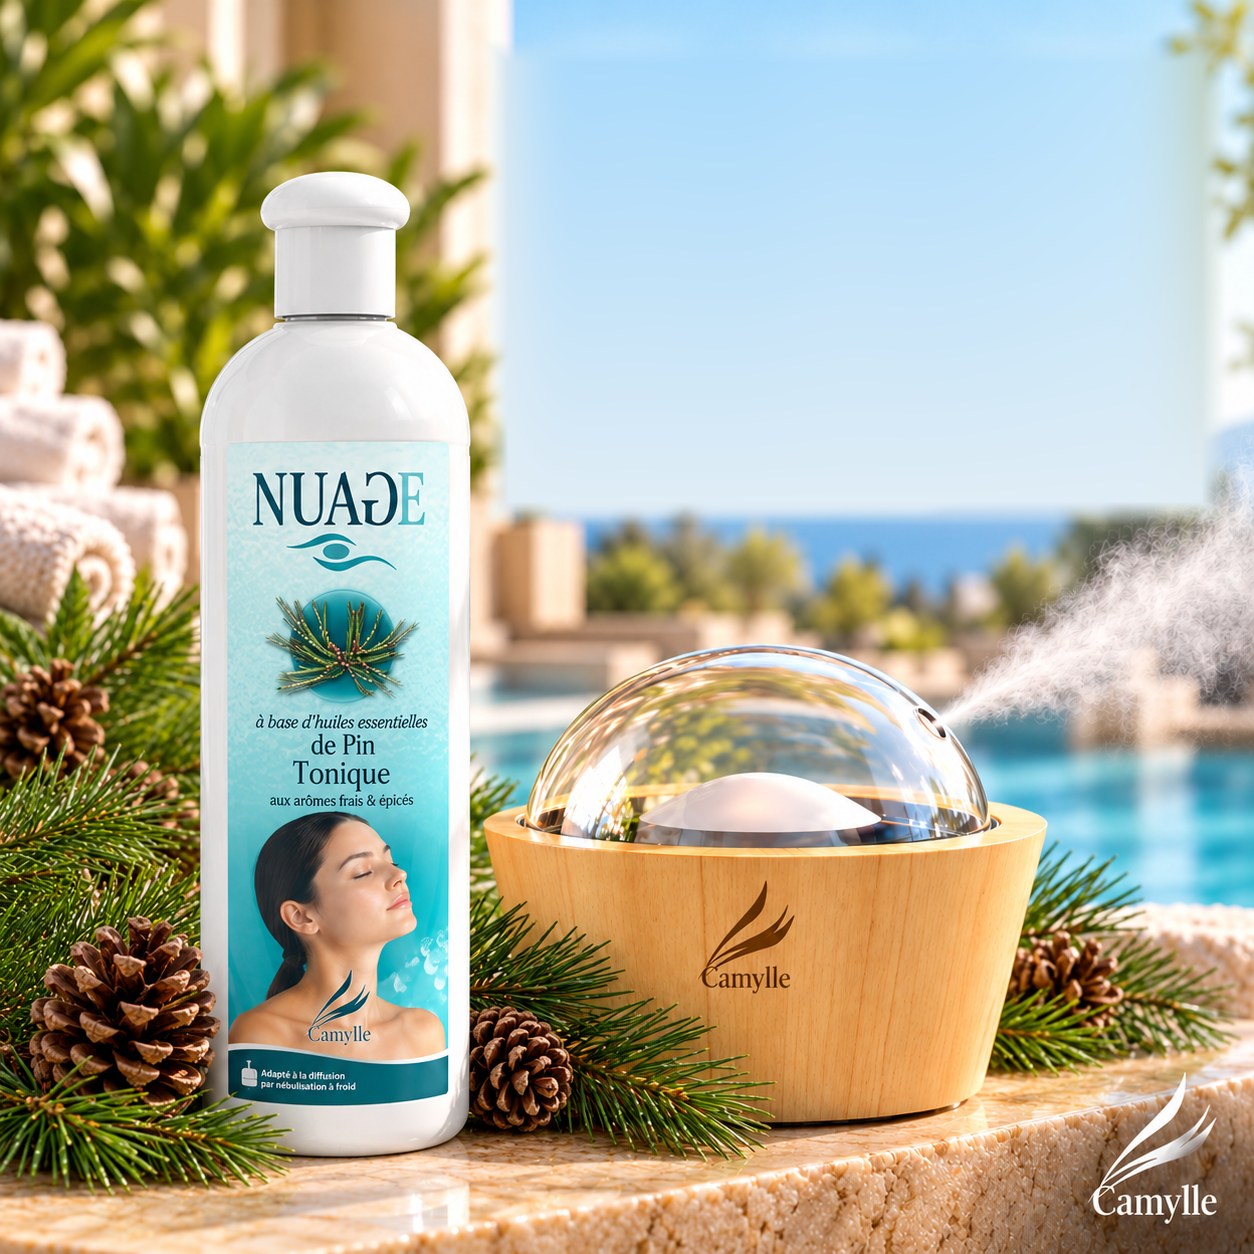 NUAGE
à base d'huiles essentielles
de Pin
Tonique
aux arômes frais & épicés
Camylle
Adapté à la diffusion
par nébulisation à froid
Camylle
Camylle